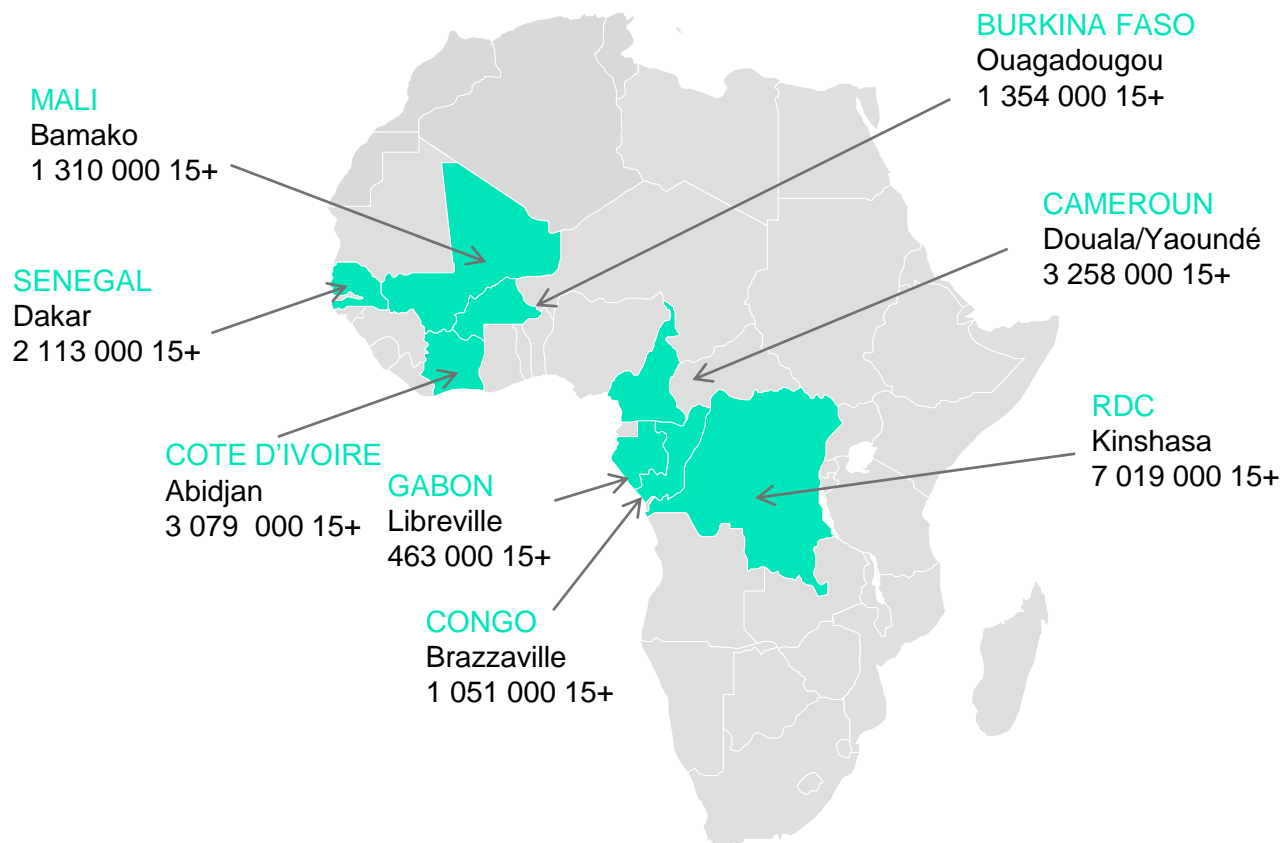 BURKINA FASO
Ouagadougou
1 354 000 15+
MALI
Bamako
1 310 000 15+
CAMEROUN
Douala/Yaoundé
3 258 000 15+
SENEGAL
Dakar
2 113 000 15+
RDC
Kinshasa
7 019 000 15+
COTE D’IVOIRE
Abidjan
3 079  000 15+
GABON
Libreville
463 000 15+
CONGO
Brazzaville
1 051 000 15+